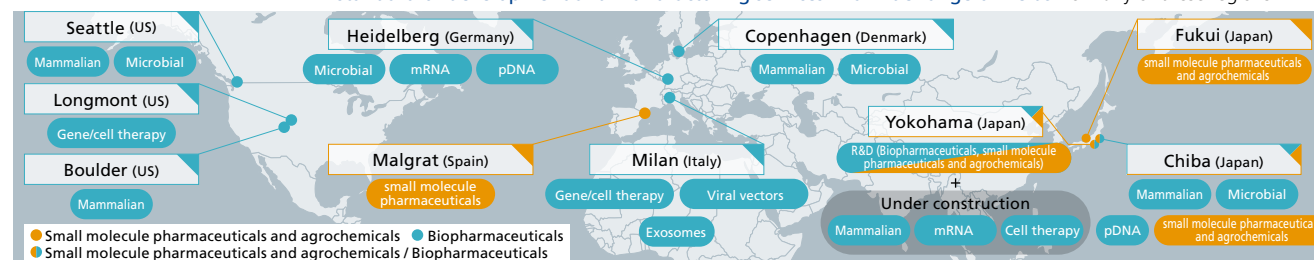 Seattle (US)
Mammalian
Microbial
Longmont (US)
Gene/cell therapy
Boulder (US)
Mammalian
Heidelberg (Germany)
Microbial
mRNA
pDNA
Copenhagen (Denmark)
Mammalian
Microbial
Fukui (Japan)
small molecule pharmaceuticals
and agrochemicals
Malgrat (Spain)
small molecule
pharmaceuticals
Milan (Italy)
Gene/cell therapy
Viral vectors
Exosomes
Yokohama (Japan)
R&D (Biopharmaceuticals, small molecule
pharmaceuticals and agrochemicals)
+
Under construction
Mammalian
mRNA
Cell therapy
Chiba (Japan)
Mammalian
Microbial
pDNA
small molecule pharmaceutica
and agrochemicals
Small molecule pharmaceuticals and agrochemicals
Biopharmaceuticals
Small molecule pharmaceuticals and agrochemicals / Biopharmaceuticals